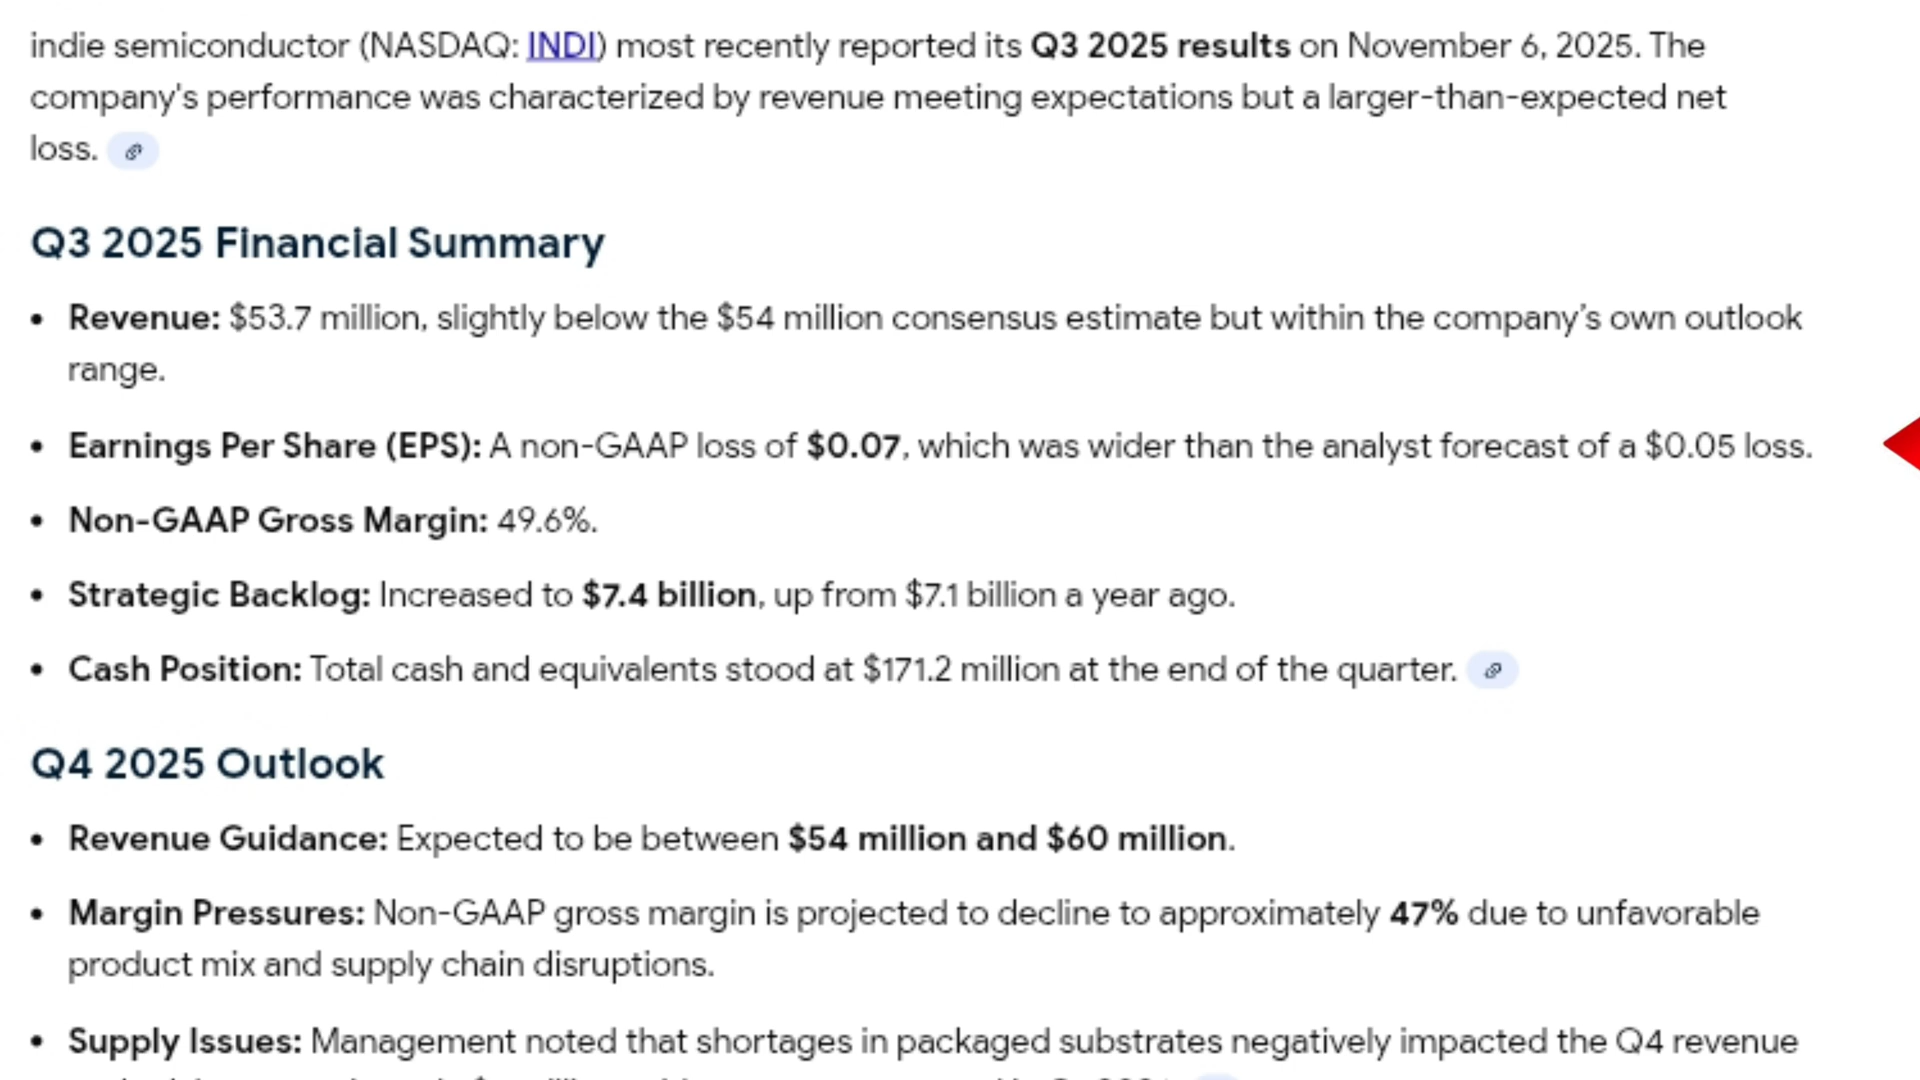 indie semiconductor (NASDAQ: INDI) most recently reported its Q3 2025 results on November 6, 2025. The
company's performance was characterized by revenue meeting expectations but a larger-than-expected net
loss.
Q3 2025 Financial Summary
• Revenue: $53.7 million, slightly below the $54 million consensus estimate but within the company’s own outlook
range.
• Earnings Per Share (EPS): A non-GAAP loss of $0.07, which was wider than the analyst forecast of a $0.05 loss.
• Non-GAAP Gross Margin: 49.6%.
• Strategic Backlog: Increased to $7.4 billion, up from $7.1 billion a year ago.
• Cash Position: Total cash and equivalents stood at $171.2 million at the end of the quarter.
Q4 2025 Outlook
• Revenue Guidance: Expected to be between $54 million and $60 million.
• Margin Pressures: Non-GAAP gross margin is projected to decline to approximately 47% due to unfavorable
product mix and supply chain disruptions.
• Supply Issues: Management noted that shortages in packaged substrates negatively impacted the Q4 revenue